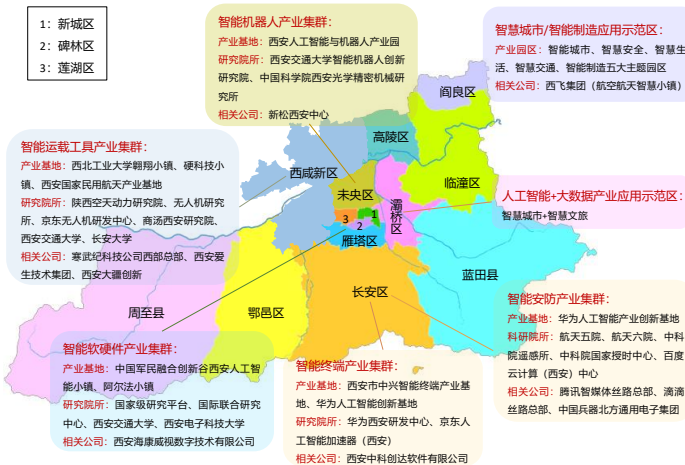 1：新城区
2：碑林区
3：莲湖区
智能机器人产业集群：
产业基地：西安人工智能与机器人产业园
研究院所：西安交通大学智能机器人创新
研究院、中国科学院西安光学精密机械研
究所
相关公司：新松西安中心
智慧城市/智能制造应用示范区：
产业园区：智能城市、智慧安全、智慧生
活、智慧交通、智能制造五大主题园区
相关公司：西飞集团（航空航天智慧小镇）
智能运载工具产业集群：
产业基地：西北工业大学翱翔小镇、硬科技小
镇、西安国家民用航天产业基地
研究院所：陕西空天动力研究院、无人机研究
所、京东无人机研发中心、商汤西安研究院、
西安交通大学、长安大学
相关公司：寒武纪科技公司西部总部、西安爱
生技术集团、西安大疆创新
阎良区
高陵区
西咸新区
临潼区
未央区
灞桥区
1
2
3
雁塔区
蓝田县
长安区
周至县
鄠邑区
人工智能+大数据产业应用示范区：
智慧城市+智慧文旅
智能安防产业集群：
产业基地：华为人工智能产业创新基地
科研院所：航天五院、航天六院、中科
院遥感所、中科院国家授时中心、百度
云计算（西安）中心
相关公司：腾讯智媒体丝路总部、滴滴
丝路总部、中国兵器北方通用电子集团
智能软硬件产业集群：
产业基地：中国军民融合创新谷西安人工智
能小镇、阿尔法小镇
研究院所：国家级研究平台、国际联合研究
中心、西安交通大学、西安电子科技大学
相关公司：西安海康威视数字技术有限公司
智能终端产业集群：
产业基地：西安市中兴智能终端产业基
地、华为人工智能创新基地
研究院所：华为西安研发中心、京东人
工智能加速器（西安）
相关公司：西安中科创达软件有限公司